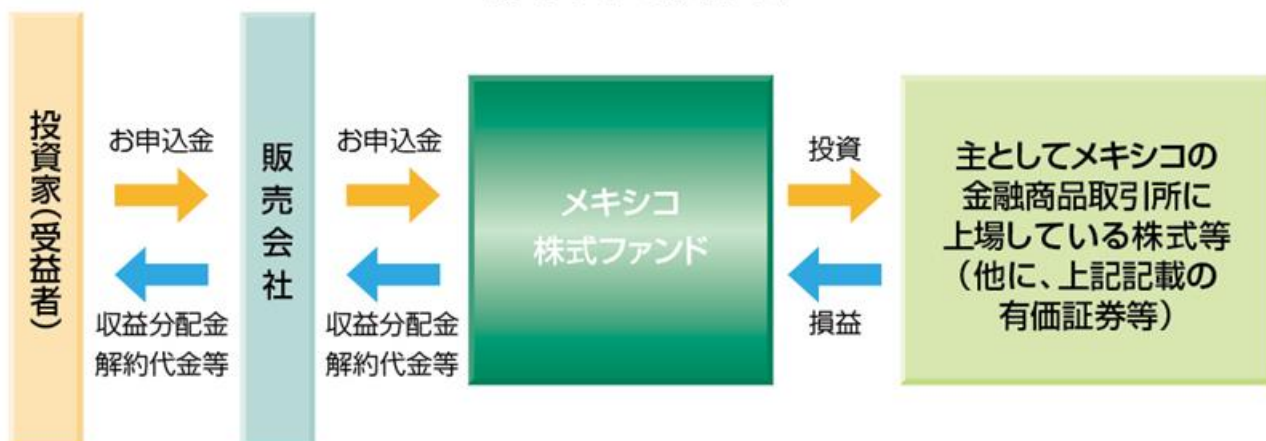 投資家(受益者)
お申込金
収益分配金
解約代金等
販売会社
お申込金
収益分配金
解約代金等
メキシコ
株式ファンド
投資
損益
主としてメキシコの
金融商品取引所に
上場している株式等
(他に、上記記載の
有価証券等)